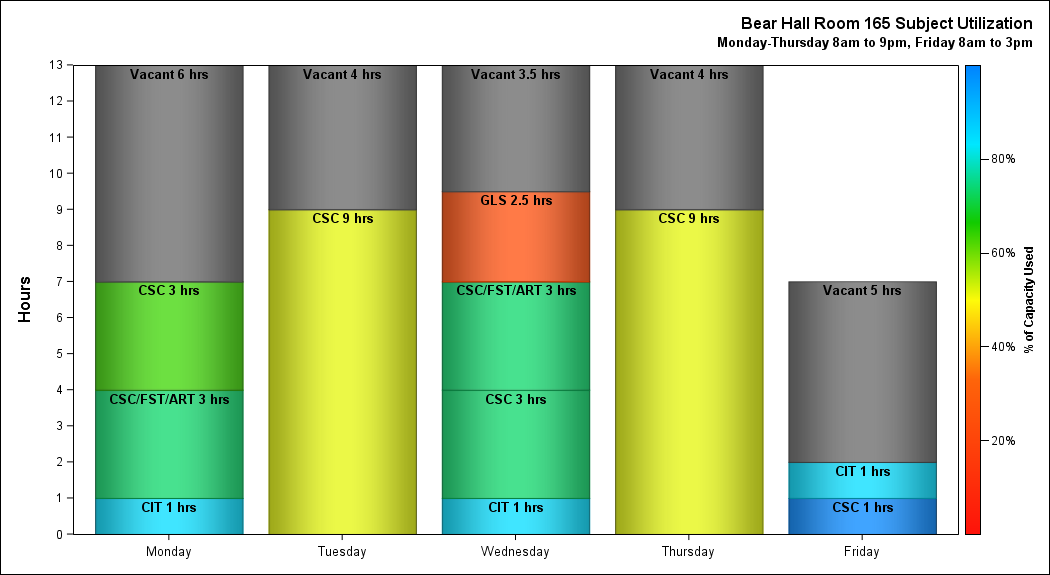 Bear Hall Room 165 Subject Utilization
Monday-Thursday 8am to 9pm, Friday 8am to 3pm
Hours
13
12
11
10
9
8
7
6
5
4
3
2
1
0
Vacant 6 hrs
CSC 3 hrs
CSC/FST/ART 3 hrs
CIT 1 hrs
Vacant 4 hrs
CSC 9 hrs
Vacant 3.5 hrs
GLS 2.5 hrs
CSC/FST/ART 3 hrs
CSC 3 hrs
CIT 1 hrs
Vacant 4 hrs
CSC 9 hrs
Vacant 5 hrs
CIT 1 hrs
CSC 1 hrs
Monday
Tuesday
Wednesday
Thursday
Friday
80%
60%
40%
20%
% of Capacity Used